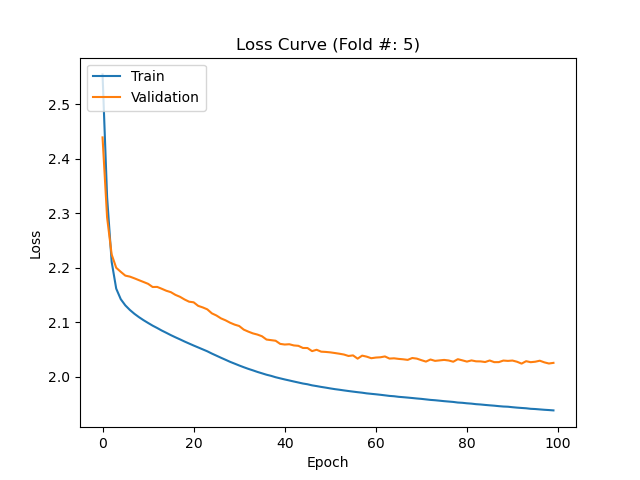 Loss Curve (Fold #: 5)
Train
Validation
2.5
2.4
2.3
2.2
2.1
2.0
Loss
0 20 40 60 80 100
Epoch